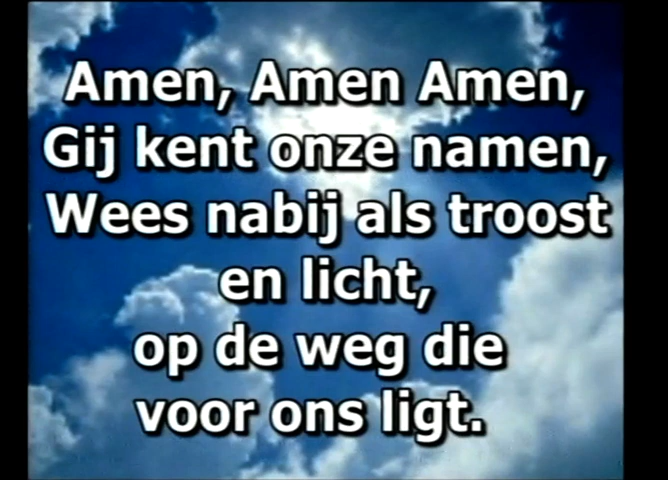 Amen, Amen Amen,
Gij kent onze namen,
Wees nabij als troost
en licht,
op de weg die
voor ons ligt.